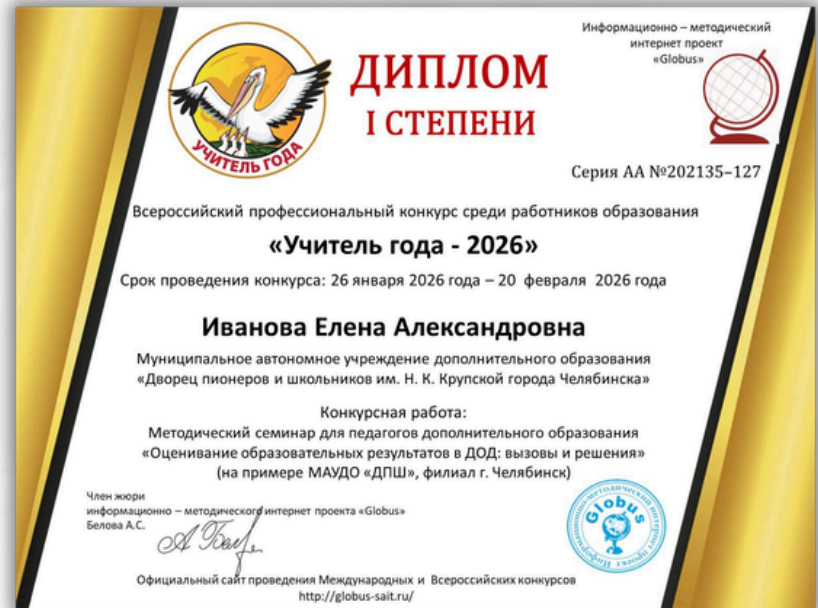 Информационно – методический
интернет проект
«Globus»
ДИПЛОМ
I СТЕПЕНИ
УЧИТЕЛЬ ГОДА
Серия АА №202135–127
Всероссийский профессиональный конкурс среди работников образования
«Учитель года - 2026»
Срок проведения конкурса: 26 января 2026 года – 20 февраля 2026 года
Иванова Елена Александровна
Муниципальное автономное учреждение дополнительного образования
«Дворец пионеров и школьников им. Н. К. Крупской города Челябинска»
Конкурсная работа:
Методический семинар для педагогов дополнительного образования
«Оценивание образовательных результатов в ДОД: вызовы и решения»
(на примере МАУДО «ДПШ», филиал г. Челябинск)
Член жюри
информационно – методического интернет проекта «Globus»
Белова А.С.
Globus
Информационно-методический интернет проект
Официальный сайт проведения Международных и Всероссийских конкурсов
http://globus-sait.ru/